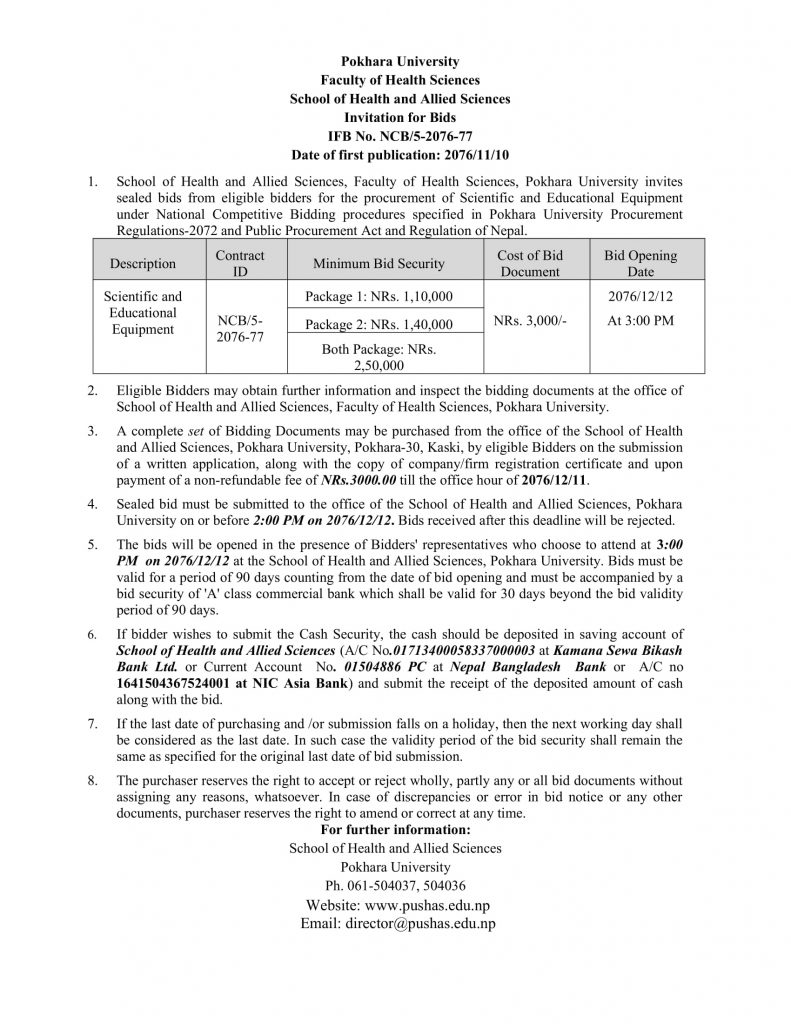 Pokhara University
Faculty of Health Sciences
School of Health and Allied Sciences
Invitation for Bids
IFB No. NCB/5-2076-77
Date of first publication: 2076/11/10
1. School of Health and Allied Sciences, Faculty of Health Sciences, Pokhara University invites
sealed bids from eligible bidders for the procurement of Scientific and Educational Equipment
under National Competitive Bidding procedures specified in Pokhara University Procurement
Regulations-2072 and Public Procurement Act and Regulation of Nepal.
Description
Contract
ID
Minimum Bid Security
Cost of Bid
Document
Bid Opening
Date
Scientific and
Educational
Equipment
NCB/5-
2076-77
Package 1: NRs. 1,10,000
Package 2: NRs. 1,40,000
Both Package: NRs.
2,50,000
NRs. 3,000/-
2076/12/12
At 3:00 PM
2. Eligible Bidders may obtain further information and inspect the bidding documents at the office of
School of Health and Allied Sciences, Faculty of Health Sciences, Pokhara University.
3. A complete set of Bidding Documents may be purchased from the office of the School of Health
and Allied Sciences, Pokhara University, Pokhara-30, Kaski, by eligible Bidders on the submission
of a written application, along with the copy of company/firm registration certificate and upon
payment of a non-refundable fee of NRs.3000.00 till the office hour of 2076/12/11.
4. Sealed bid must be submitted to the office of the School of Health and Allied Sciences, Pokhara
University on or before 2:00 PM on 2076/12/12. Bids received after this deadline will be rejected.
5. The bids will be opened in the presence of Bidders' representatives who choose to attend at 3:00
PM on 2076/12/12 at the School of Health and Allied Sciences, Pokhara University. Bids must be
valid for a period of 90 days counting from the date of bid opening and must be accompanied by a
bid security of 'A' class commercial bank which shall be valid for 30 days beyond the bid validity
period of 90 days.
6. If bidder wishes to submit the Cash Security, the cash should be deposited in saving account of
School of Health and Allied Sciences (A/C No.01713400058337000003 at Kamana Sewa Bikash
Bank Ltd. or Current Account No. 01504886 PC at Nepal Bangladesh Bank or A/C no
1641504367524001 at NIC Asia Bank) and submit the receipt of the deposited amount of cash
along with the bid.
7. If the last date of purchasing and /or submission falls on a holiday, then the next working day shall
be considered as the last date. In such case the validity period of the bid security shall remain the
same as specified for the original last date of bid submission.
8. The purchaser reserves the right to accept or reject wholly, partly any or all bid documents without
assigning any reasons, whatsoever. In case of discrepancies or error in bid notice or any other
documents, purchaser reserves the right to amend or correct at any time.
For further information:
School of Health and Allied Sciences
Pokhara University
Ph. 061-504037, 504036
Website: www.pushas.edu.np
Email: director@pushas.edu.np